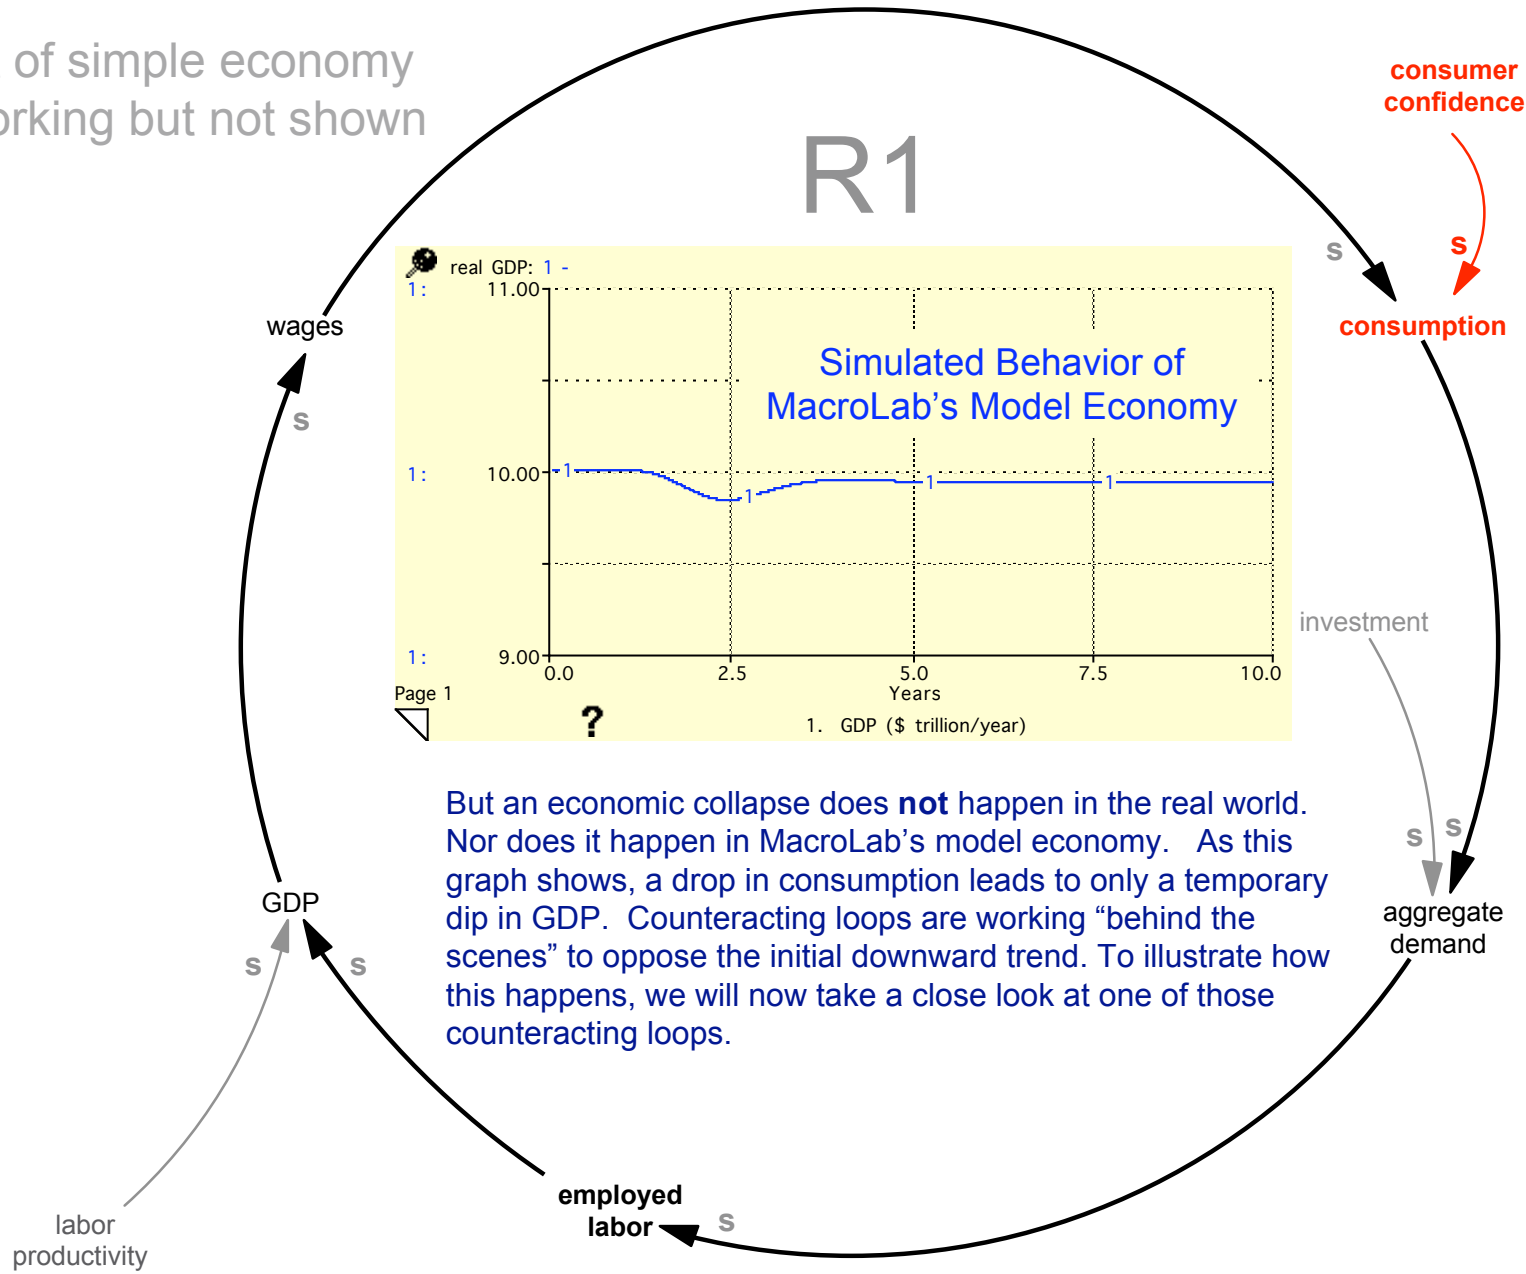 of simple economy
orking but not shown
consumer
confidence
R1
s
s
wages
consumption
real GDP: 1 -
1:
11.00
Simulated Behavior of
MacroLab's Model Economy
s
1:
10.00
1
1
1
1
investment
1:
9.00
0.0
2.5
5.0
7.5
10.0
Page 1
Years
?
1. GDP ($ trillion/year)
But an economic collapse does not happen in the real world.
Nor does it happen in MacroLab's model economy. As this
graph shows, a drop in consumption leads to only a temporary
dip in GDP. Counteracting loops are working “behind the
scenes” to oppose the initial downward trend. To illustrate how
this happens, we will now take a close look at one of those
counteracting loops.
s
s
GDP
aggregate
demand
s
s
employed
labor
s
labor
productivity